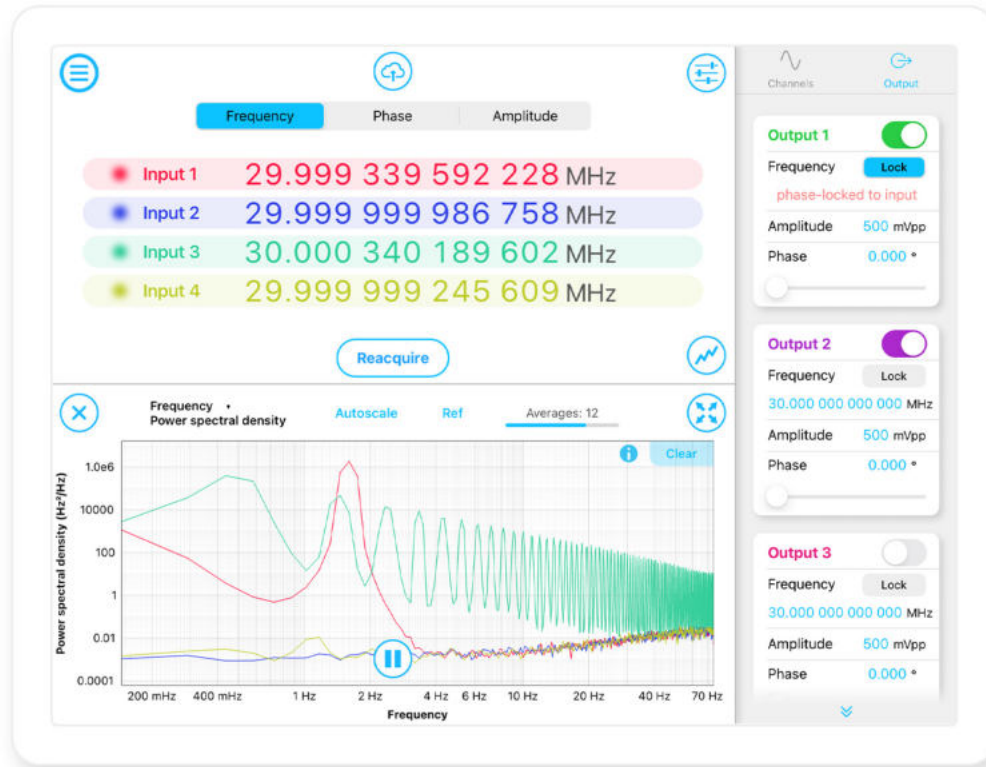 Frequency
Phase
Amplitude
Input 1 29.999 339 592 228 MHz
Input 2 29.999 999 986 758 MHz
Input 3 30.000 340 189 602 MHz
Input 4 29.999 999 245 609 MHz
Reacquire
Frequency
Power spectral density
Autoscale
Ref
Averages: 12
Clear
Power spectral density (Hz²/Hz)
1.0e6
10000
100
1
0.01
0.0001
200 mHz
400 mHz
1 Hz
2 Hz
4 Hz
6 Hz
10 Hz
20 Hz
40 Hz
70 Hz
Frequency
Channels
Output
Output 1
Frequency Lock
phase-locked to input
Amplitude 500 mVpp
Phase 0.000 °
Output 2
Frequency Lock
30.000 000 000 000 MHz
Amplitude 500 mVpp
Phase 0.000 °
Output 3
Frequency Lock
30.000 000 000 000 MHz
Amplitude 500 mVpp
Phase 0.000 °